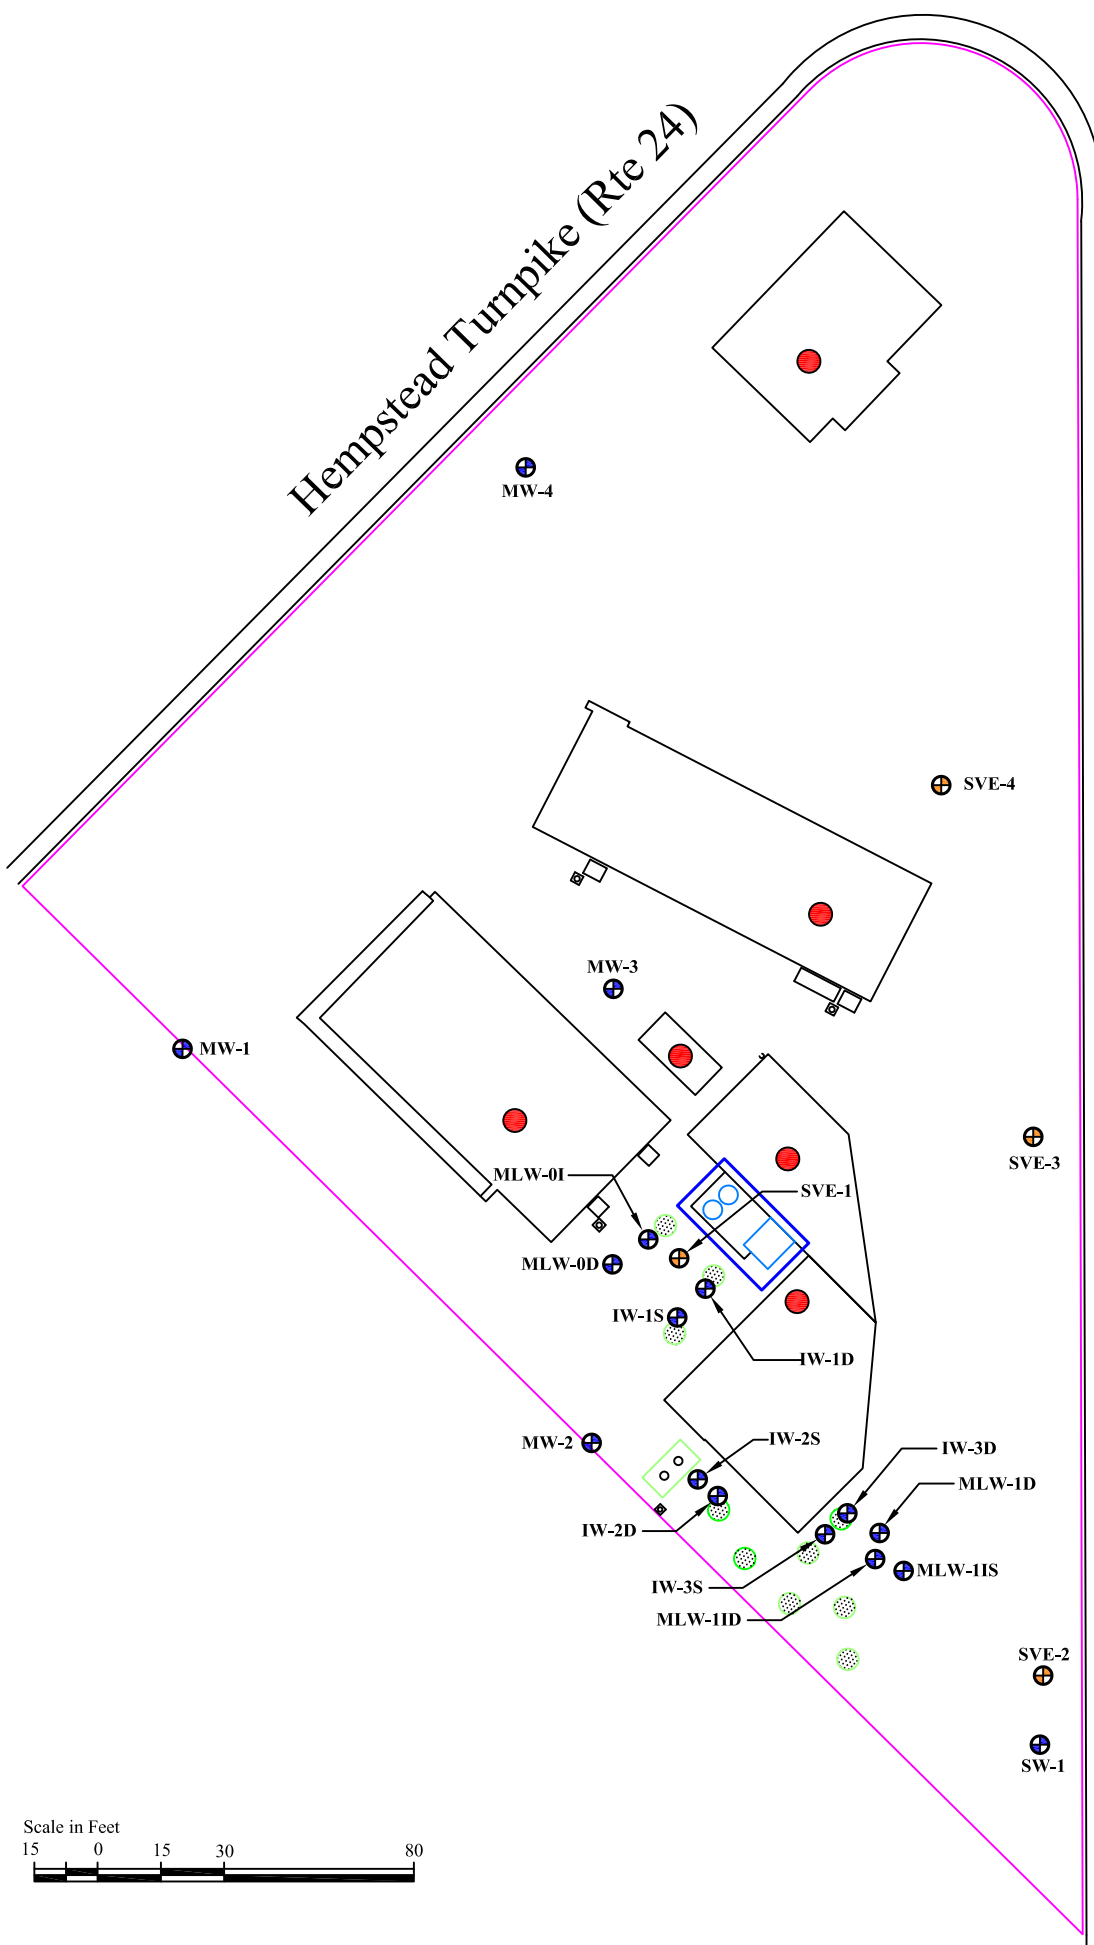 Hempstead Turnpike (Rte 24)
MW-4
SVE-4
MW-3
MW-1
SVE-3
MLW-0I
SVE-1
MLW-0D
IW-1S
IW-1D
MW-2
IW-2S
IW-3D
MLW-1D
IW-2D
MLW-1IS
IW-3S
MLW-1ID
SVE-2
SW-1
Scale in Feet
15 0 15 30 80